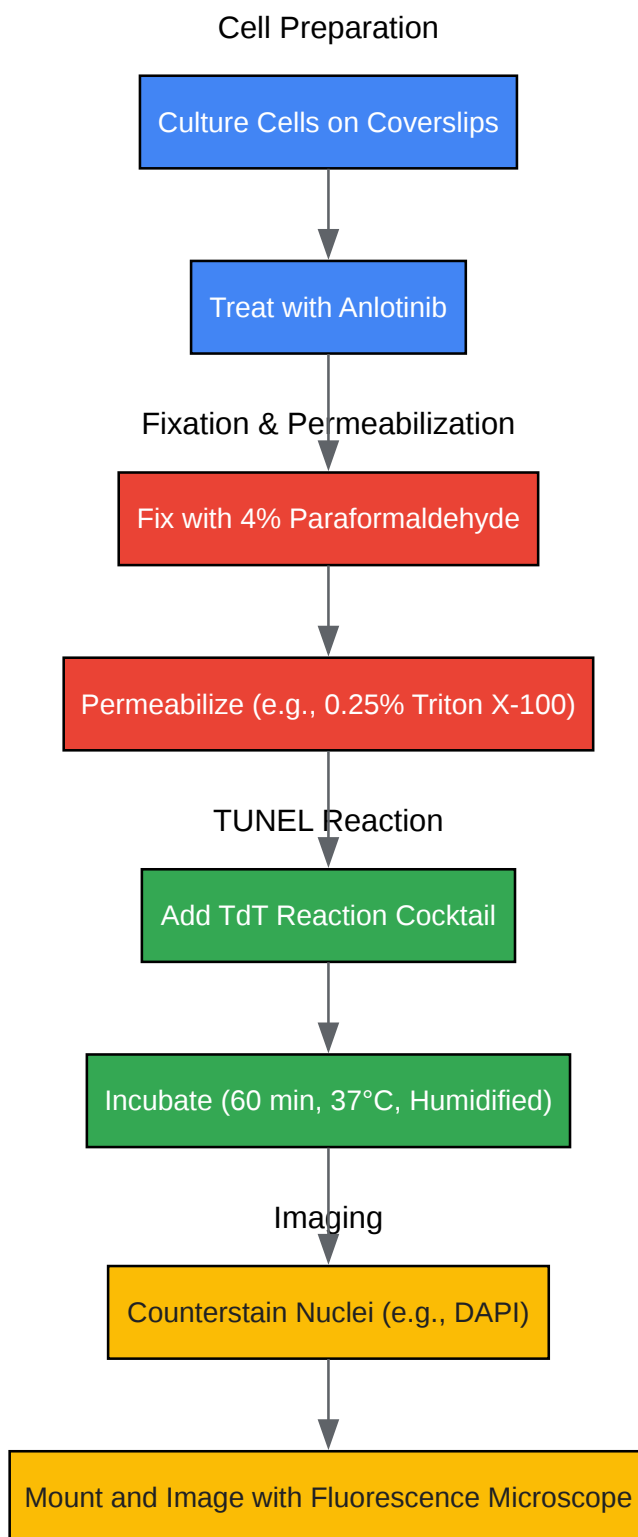 Cell Preparation
Culture Cells on Coverslips
Treat with Anlotinib
Fixation & Permeabilization
Fix with 4% Paraformaldehyde
Permeabilize (e.g., 0.25% Triton X-100)
TUNEL Reaction
Add TdT Reaction Cocktail
Incubate (60 min, 37°C, Humidified)
Imaging
Counterstain Nuclei (e.g., DAPI)
Mount and Image with Fluorescence Microscope